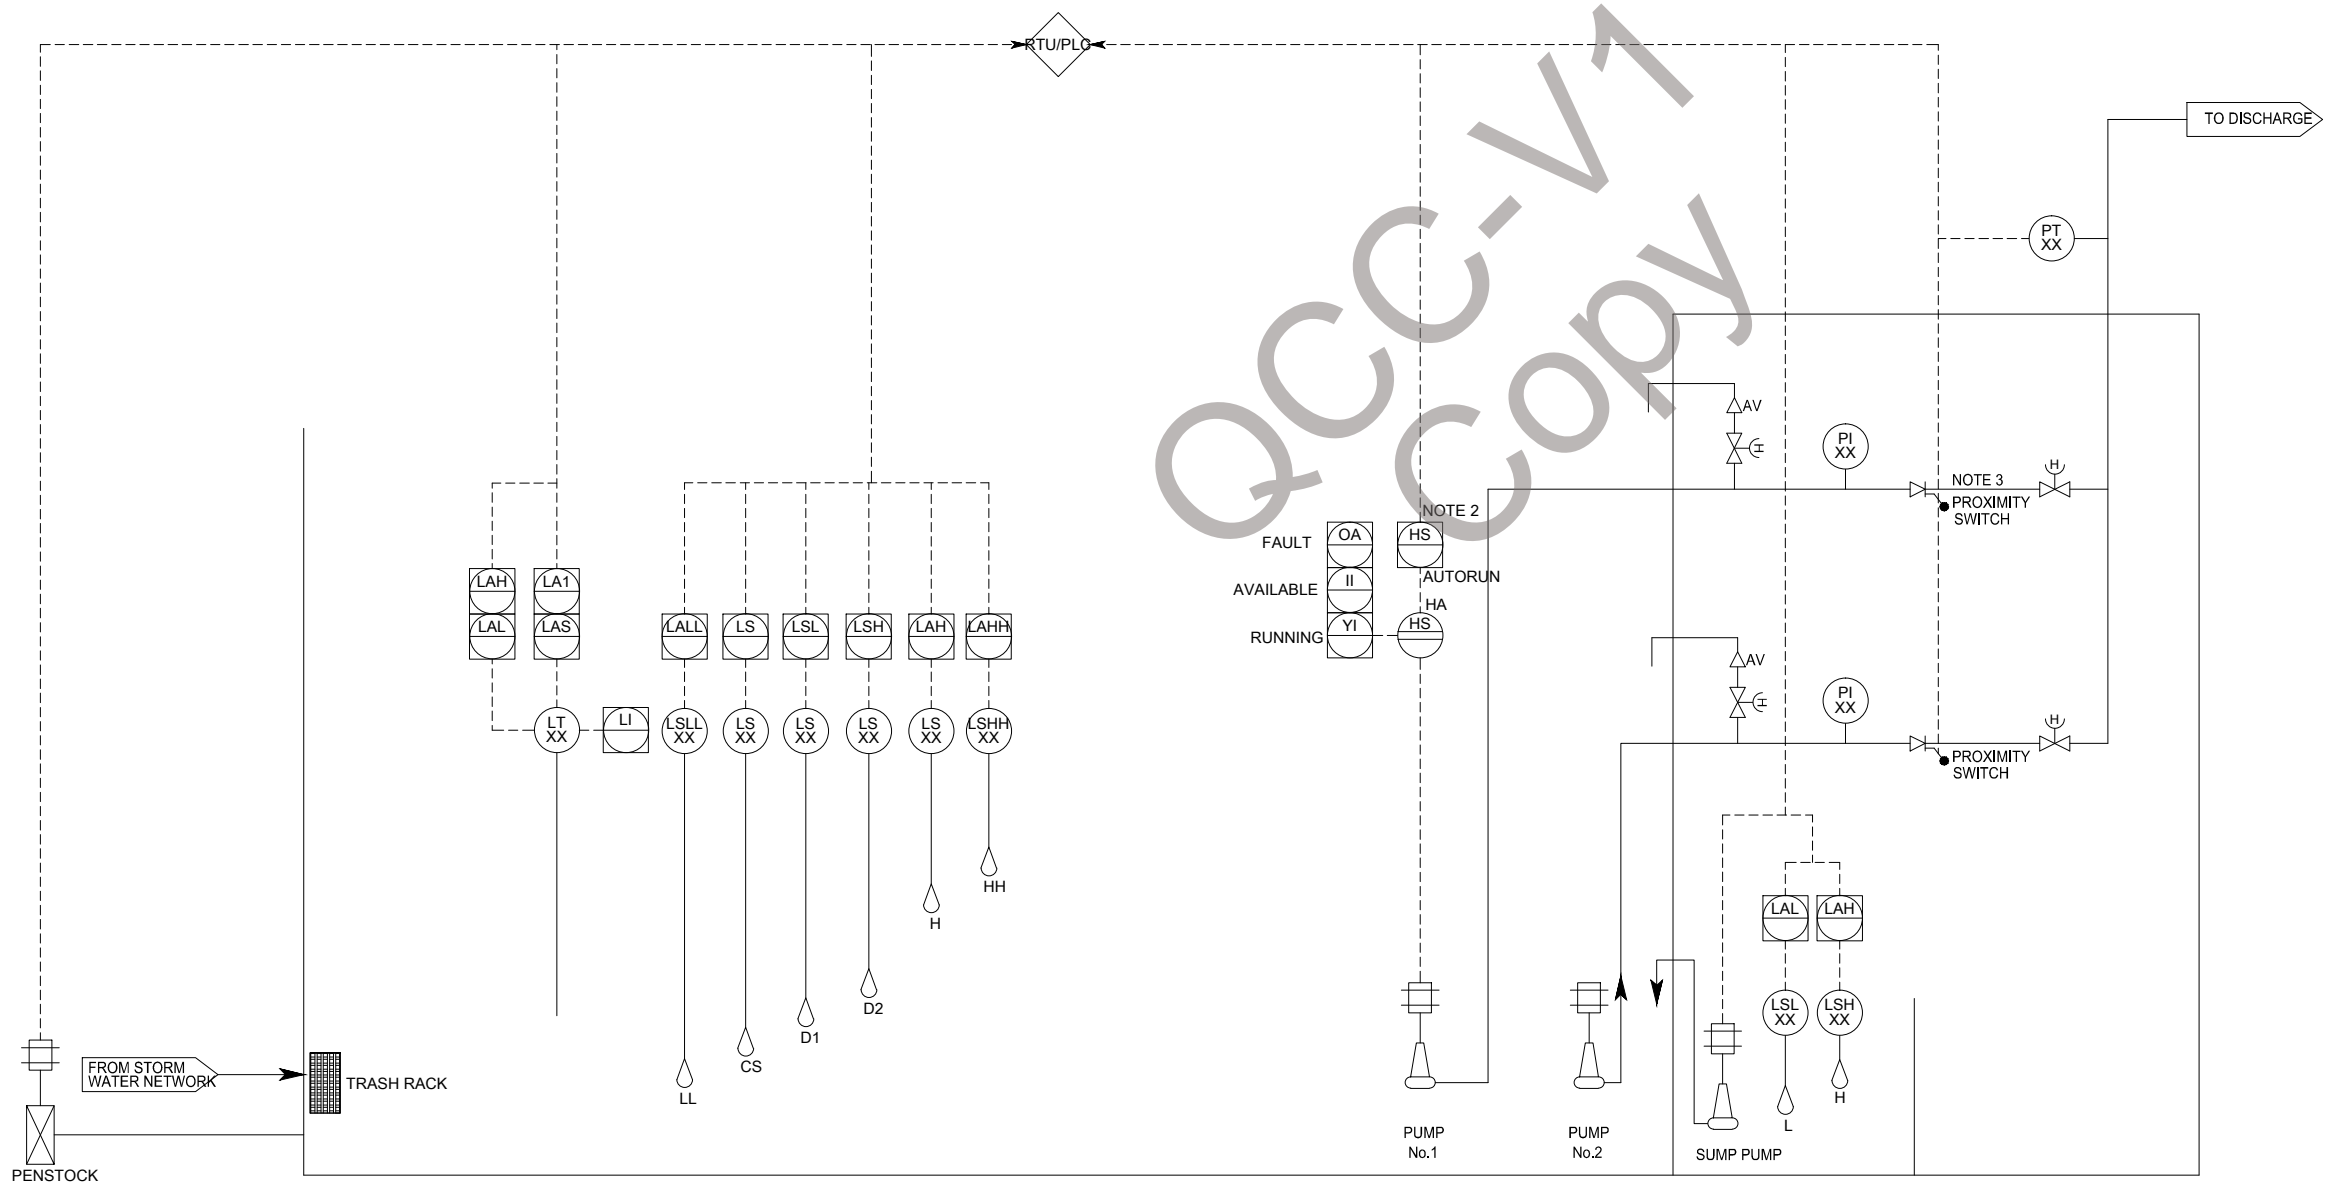 RTU/PLC
QCC-V1
Copy
TO DISCHARGE
PT
XX
AV
H
PI
XX
H
NOTE 3
PROXIMITY
SWITCH
NOTE 2
FAULT
OA
HS
AVAILABLE
II
AUTORUN
HA
RUNNING
YI
HS
LAH
LA1
LAL
LAS
LALL
LS
LSL
LSH
LAH
LAHH
LT
XX
LI
LSLL
XX
LS
XX
LS
XX
LS
XX
LS
XX
LSHH
XX
AV
H
PI
XX
H
PROXIMITY
SWITCH
HH
H
D2
D1
CS
LL
LAL
LAH
LSL
XX
LSH
XX
L
H
FROM STORM
WATER NETWORK
TRASH RACK
PENSTOCK
PUMP
No.1
PUMP
No.2
SUMP PUMP